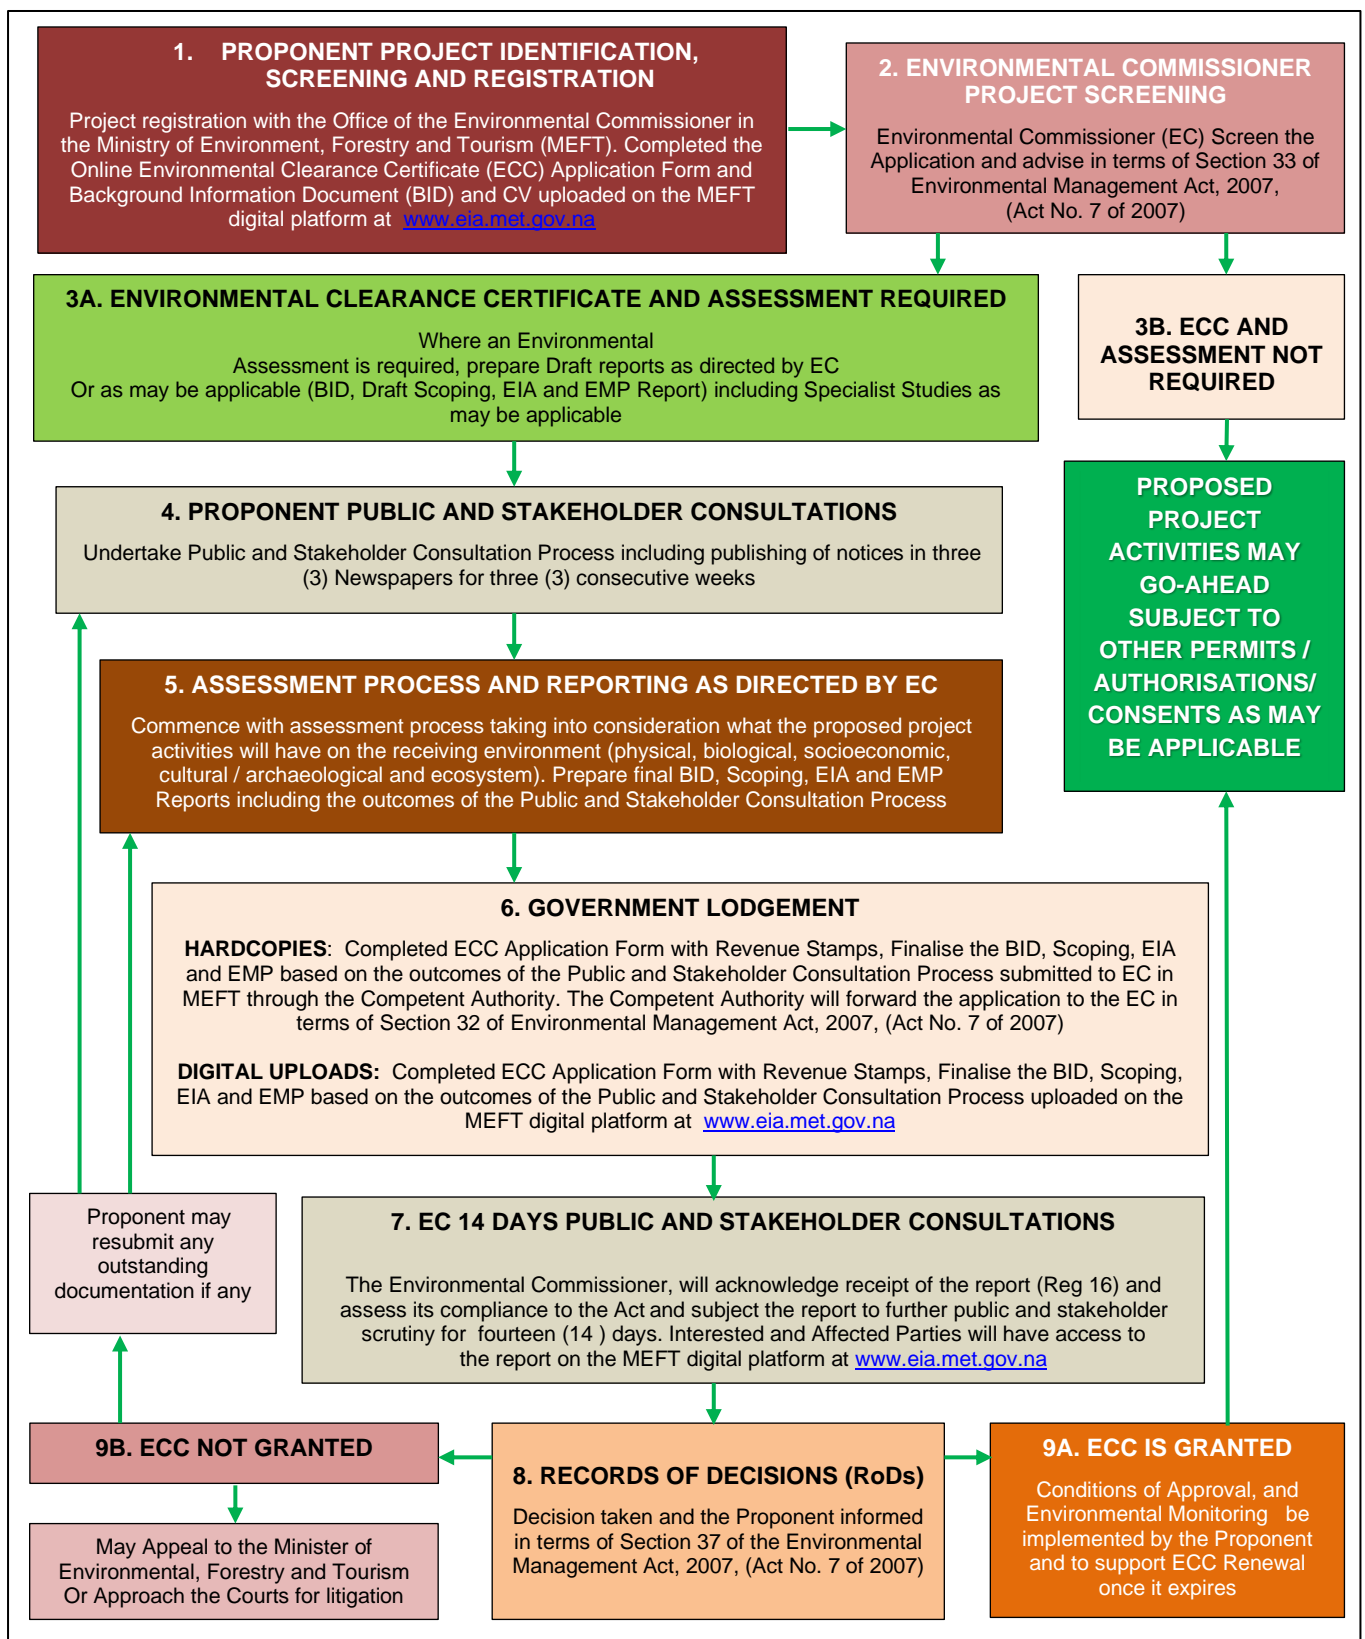 1. PROPONENT PROJECT IDENTIFICATION,
SCREENING AND REGISTRATION
Project registration with the Office of the Environmental Commissioner in
the Ministry of Environment, Forestry and Tourism (MEFT). Completed the
Online Environmental Clearance Certificate (ECC) Application Form and
Background Information Document (BID) and CV uploaded on the MEFT
digital platform at www.eia.met.gov.na
2. ENVIRONMENTAL COMMISSIONER
PROJECT SCREENING
Environmental Commissioner (EC) Screen the
Application and advise in terms of Section 33 of
Environmental Management Act, 2007,
(Act No. 7 of 2007)
3A. ENVIRONMENTAL CLEARANCE CERTIFICATE AND ASSESSMENT REQUIRED
Where an Environmental
Assessment is required, prepare Draft reports as directed by EC
Or as may be applicable (BID, Draft Scoping, EIA and EMP Report) including Specialist Studies as
may be applicable
3B. ECC AND
ASSESSMENT NOT
REQUIRED
4. PROPONENT PUBLIC AND STAKEHOLDER CONSULTATIONS
Undertake Public and Stakeholder Consultation Process including publishing of notices in three
(3) Newspapers for three (3) consecutive weeks
PROPOSED
PROJECT
ACTIVITIES MAY
GO-AHEAD
SUBJECT TO
OTHER PERMITS /
AUTHORISATIONS/
CONSENTS AS MAY
BE APPLICABLE
5. ASSESSMENT PROCESS AND REPORTING AS DIRECTED BY EC
Commence with assessment process taking into consideration what the proposed project
activities will have on the receiving environment (physical, biological, socioeconomic,
cultural / archaeological and ecosystem). Prepare final BID, Scoping, EIA and EMP
Reports including the outcomes of the Public and Stakeholder Consultation Process
6. GOVERNMENT LODGEMENT
HARDCOPIES: Completed ECC Application Form with Revenue Stamps, Finalise the BID, Scoping, EIA
and EMP based on the outcomes of the Public and Stakeholder Consultation Process submitted to EC in
MEFT through the Competent Authority. The Competent Authority will forward the application to the EC in
terms of Section 32 of Environmental Management Act, 2007, (Act No. 7 of 2007)
DIGITAL UPLOADS: Completed ECC Application Form with Revenue Stamps, Finalise the BID, Scoping,
EIA and EMP based on the outcomes of the Public and Stakeholder Consultation Process uploaded on the
MEFT digital platform at www.eia.met.gov.na
Proponent may
resubmit any
outstanding
documentation if any
7. EC 14 DAYS PUBLIC AND STAKEHOLDER CONSULTATIONS
The Environmental Commissioner, will acknowledge receipt of the report (Reg 16) and
assess its compliance to the Act and subject the report to further public and stakeholder
scrutiny for fourteen (14 ) days. Interested and Affected Parties will have access to
the report on the MEFT digital platform at www.eia.met.gov.na
9B. ECC NOT GRANTED
May Appeal to the Minister of
Environmental, Forestry and Tourism
Or Approach the Courts for litigation
8. RECORDS OF DECISIONS (RoDs)
Decision taken and the Proponent informed
in terms of Section 37 of the Environmental
Management Act, 2007, (Act No. 7 of 2007)
9A. ECC IS GRANTED
Conditions of Approval, and
Environmental Monitoring be
implemented by the Proponent
and to support ECC Renewal
once it expires